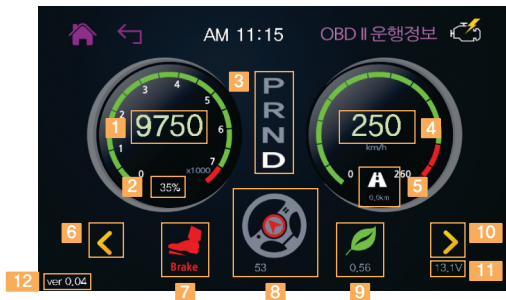 AM 11:15 OBD II 운행정보
3
P
R
N
D
4
3
5
2
6
1
7
0
x1000
1
9750
2
35%
250
4
km/h
0
260
5
0,0km
6
Brake
7
53
8
0,56
9
10
13,1V
11
12
ver 0,04